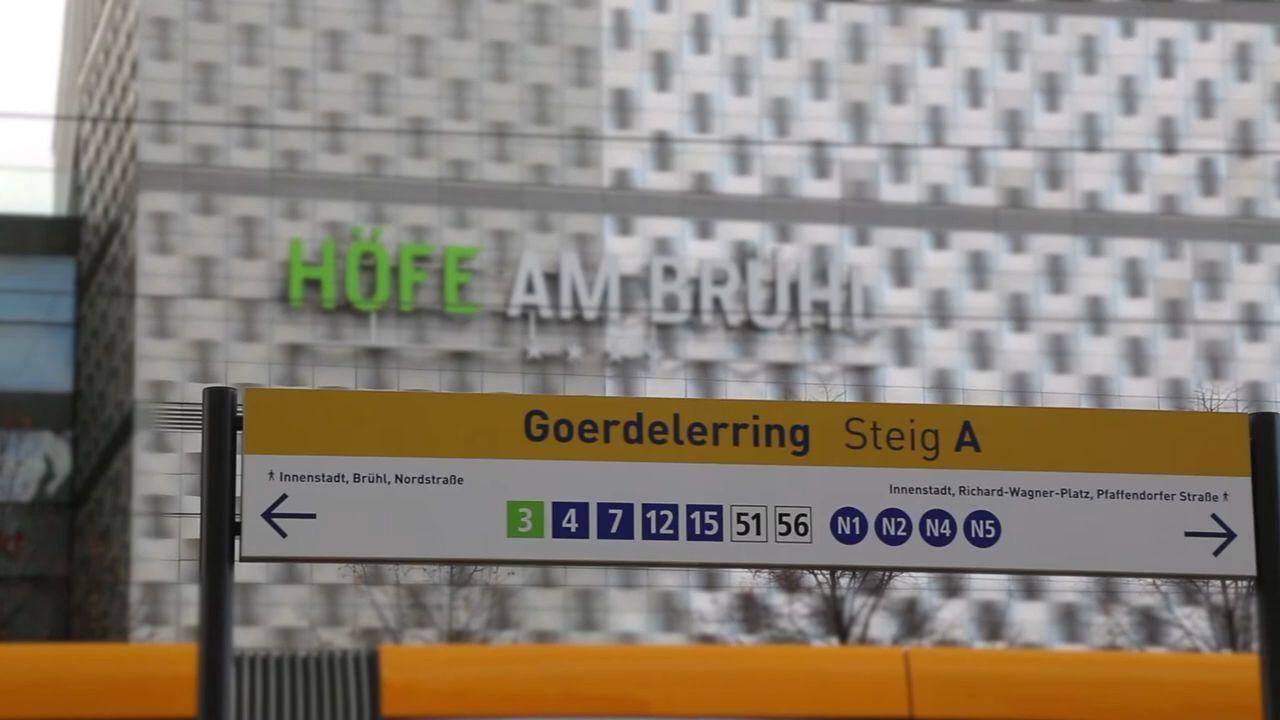 HÖFE AM BRÜHL
Goerdelerring Steig A
Innenstadt, Brühl, Nordstraße
Innenstadt, Richard-Wagner-Platz, Pfaffendorfer Straße
3 4 7 12 15 51 56 N1 N2 N4 N5